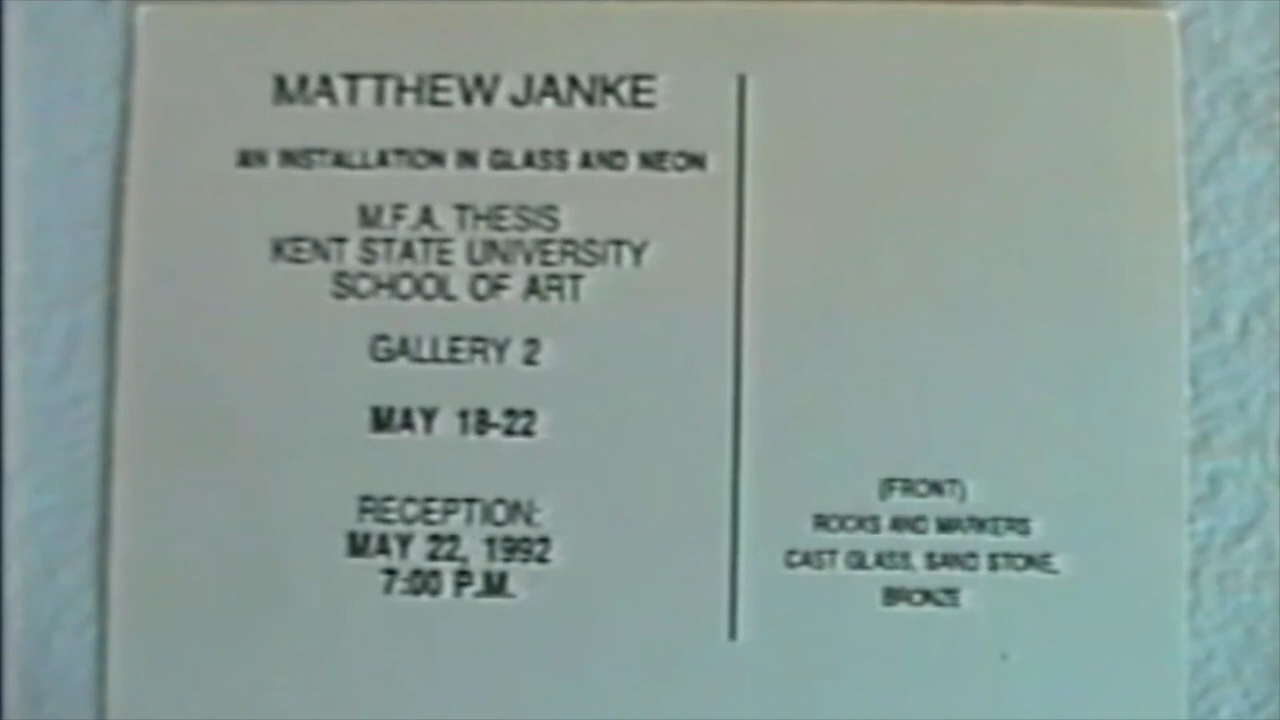 MATTHEW JANKE
AN INSTALLATION IN GLASS AND NEON
M.F.A. THESIS
KENT STATE UNIVERSITY
SCHOOL OF ART
GALLERY 2
MAY 18-22
RECEPTION:
MAY 22, 1992
7:00 P.M.
(FRONT)
ROCKS AND MARKERS
CAST GLASS, SAND STONE,
BRONZE